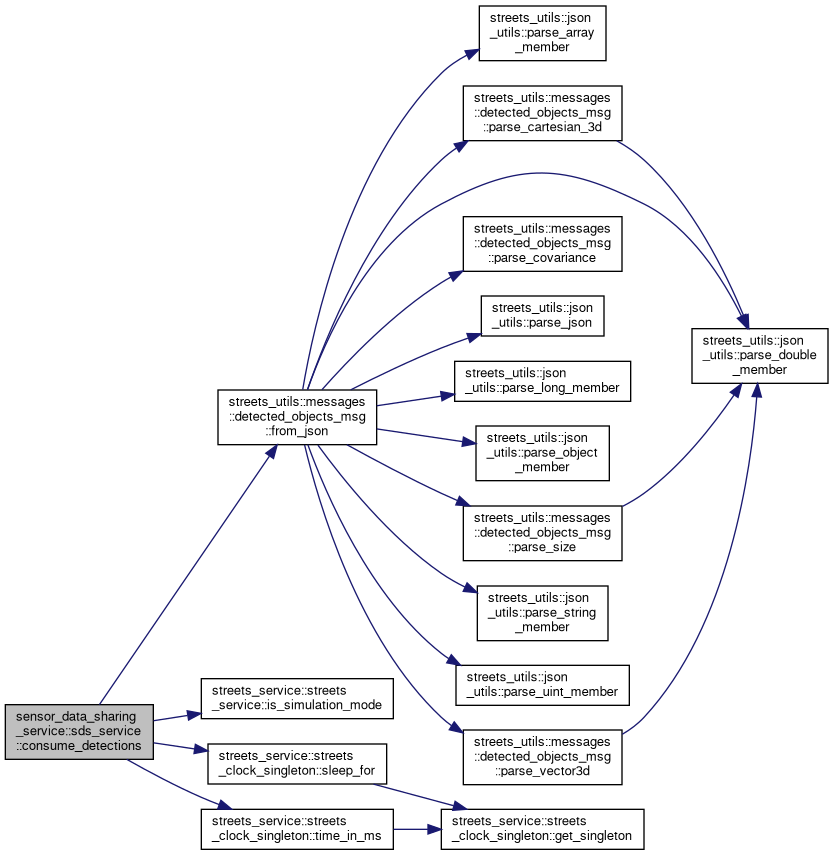 streets_utils::json
_utils::parse_array
_member
streets_utils::messages
::detected_objects_msg
::parse_cartesian_3d
streets_utils::messages
::detected_objects_msg
::parse_covariance
streets_utils::json
_utils::parse_json
streets_utils::json
_utils::parse_double
_member
streets_utils::json
_utils::parse_long_member
streets_utils::messages
::detected_objects_msg
::from_json
streets_utils::json
_utils::parse_object
_member
streets_utils::messages
::detected_objects_msg
::parse_size
streets_utils::json
_utils::parse_string
_member
streets_utils::json
_utils::parse_uint_member
streets_service::streets
_service::is_simulation_mode
sensor_data_sharing
_service::sds_service
::consume_detections
streets_utils::messages
::detected_objects_msg
::parse_vector3d
streets_service::streets
_clock_singleton::sleep_for
streets_service::streets
_clock_singleton::time_in_ms
streets_service::streets
_clock_singleton::get_singleton